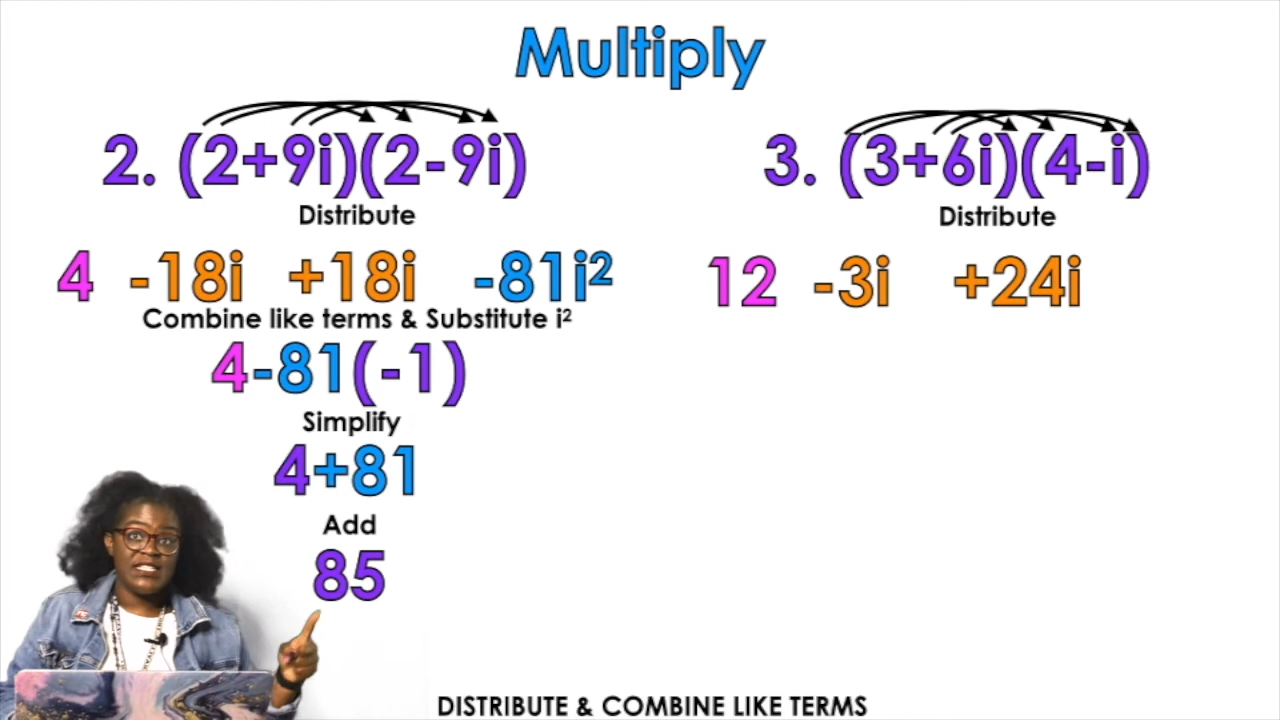 Multiply
2. (2+9i)(2-9i)
Distribute
4 -18i +18i -81i²
Combine like terms & Substitute i²
4-81(-1)
Simplify
4+81
Add
85
3. (3+6i)(4-i)
Distribute
12 -3i +24i
DISTRIBUTE & COMBINE LIKE TERMS